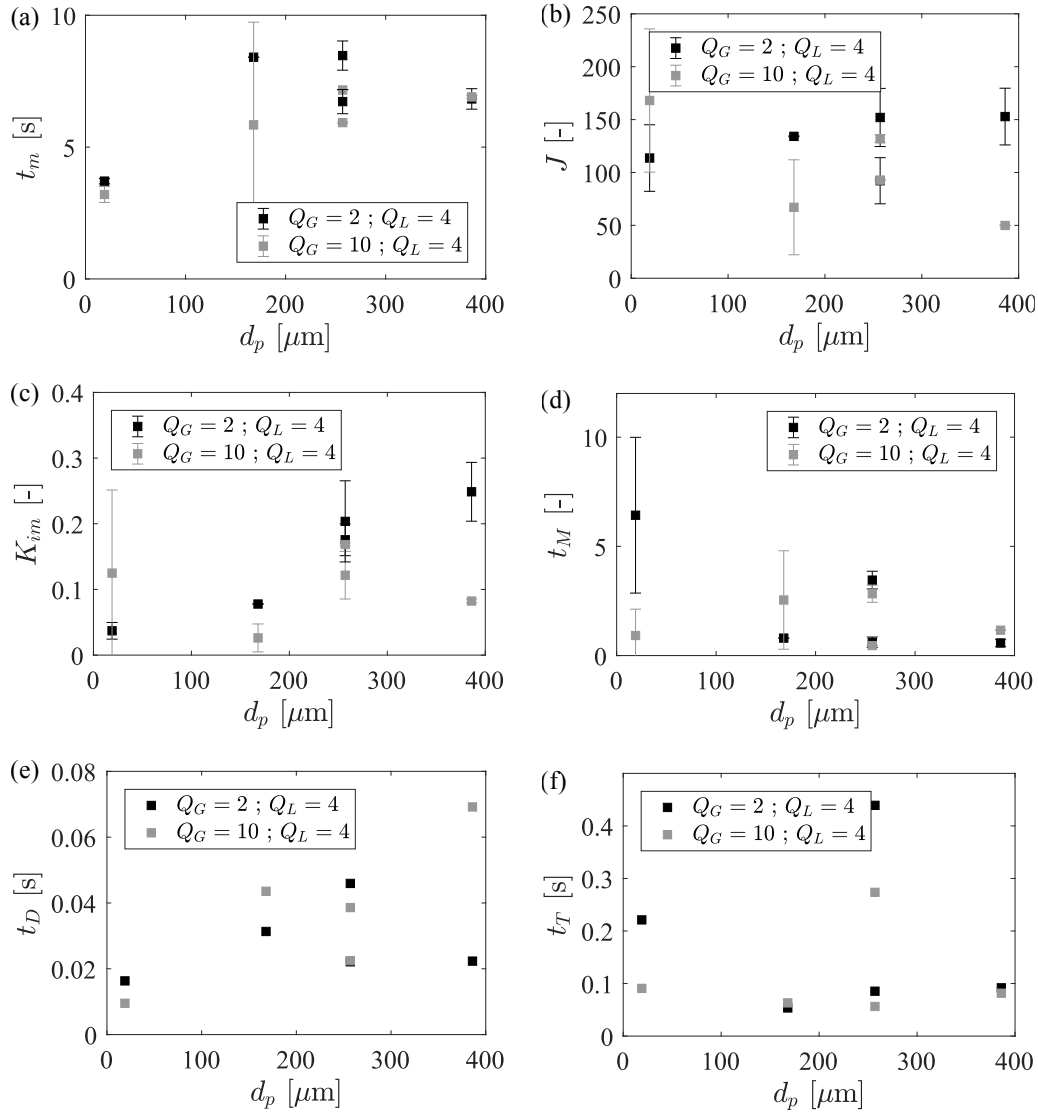 (a)
10
5
0
t_m [s]
Q_G = 2 ; Q_L = 4
Q_G = 10 ; Q_L = 4
0 100 200 300 400
d_p [μm]
(b)
250
200
150
100
50
0
J [-]
Q_G = 2 ; Q_L = 4
Q_G = 10 ; Q_L = 4
0 100 200 300 400
d_p [μm]
(c)
0.4
0.3
0.2
0.1
0
K_{im} [-]
Q_G = 2 ; Q_L = 4
Q_G = 10 ; Q_L = 4
0 100 200 300 400
d_p [μm]
(d)
10
5
0
t_M [-]
Q_G = 2 ; Q_L = 4
Q_G = 10 ; Q_L = 4
0 100 200 300 400
d_p [μm]
(e)
0.08
0.06
0.04
0.02
0
t_D [s]
Q_G = 2 ; Q_L = 4
Q_G = 10 ; Q_L = 4
0 100 200 300 400
d_p [μm]
(f)
0.4
0.3
0.2
0.1
0
t_T [s]
Q_G = 2 ; Q_L = 4
Q_G = 10 ; Q_L = 4
0 100 200 300 400
d_p [μm]